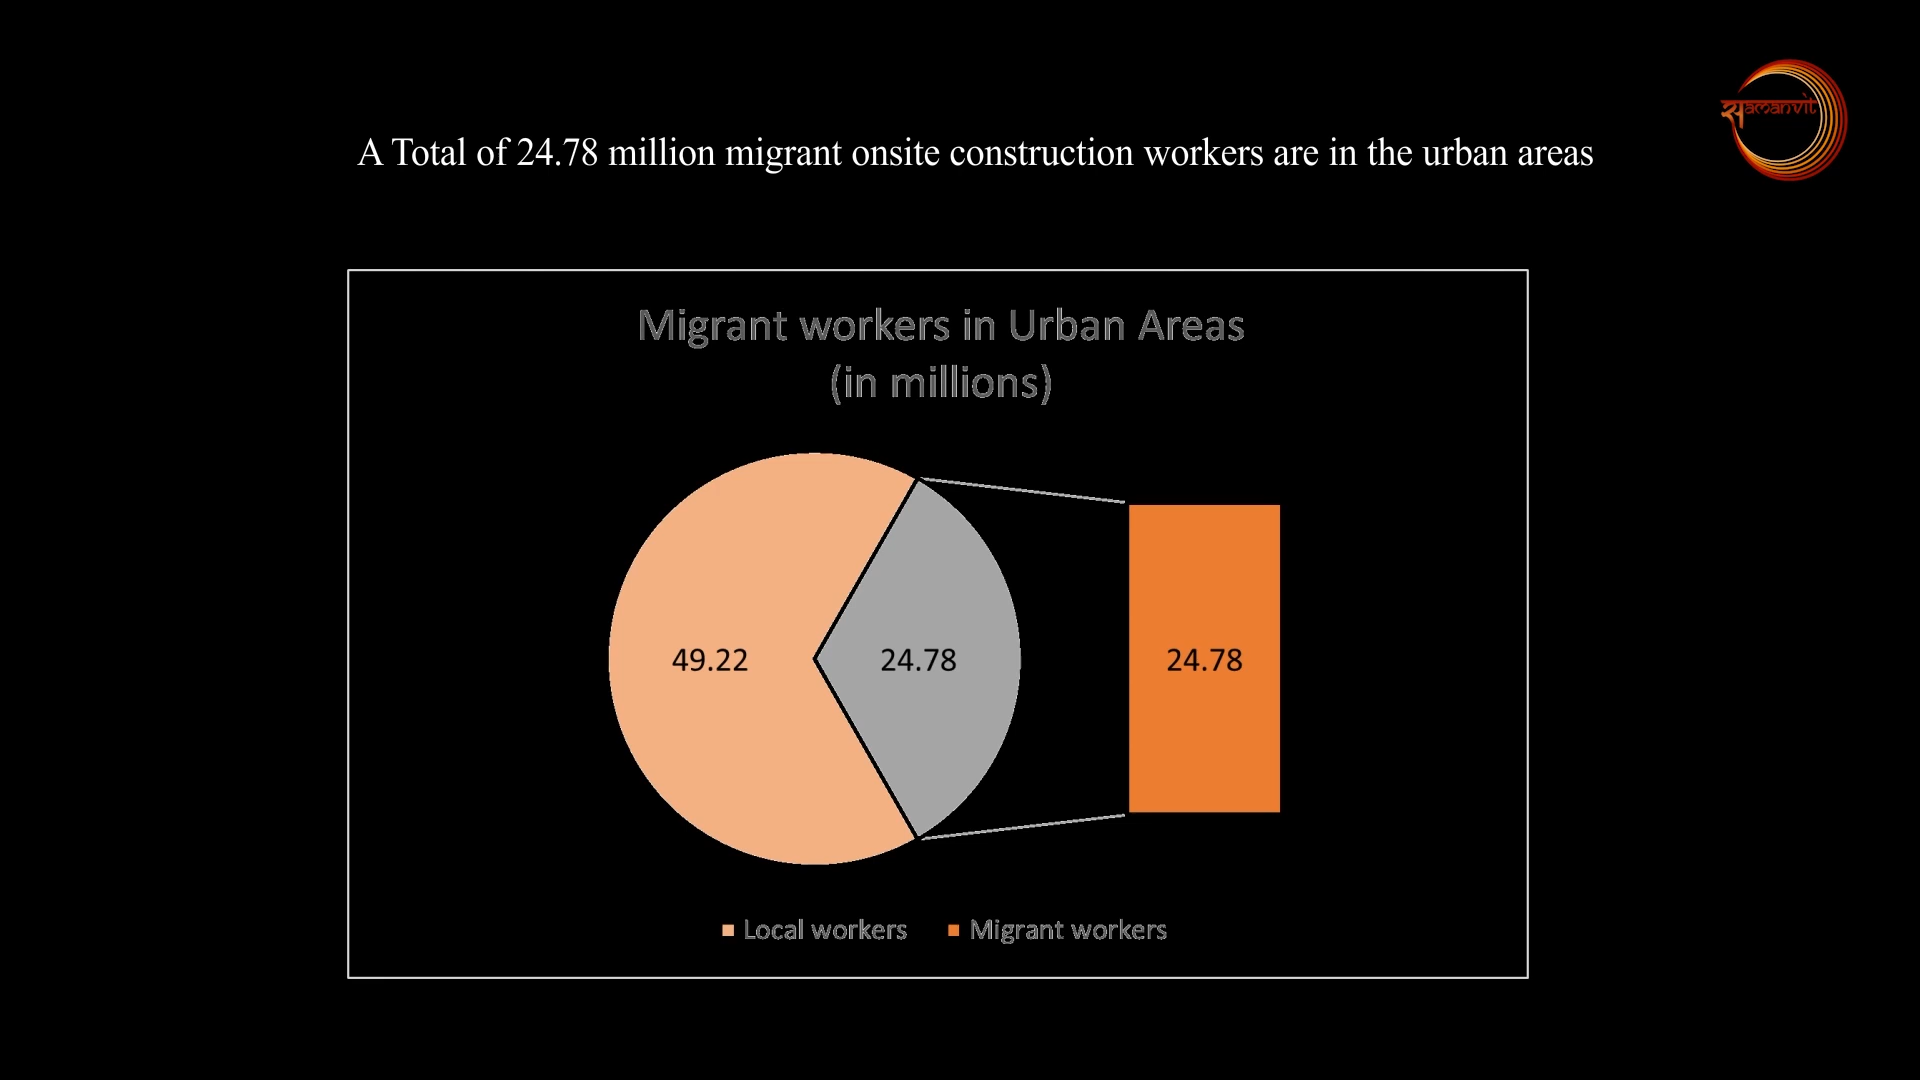 सamanvit
A Total of 24.78 million migrant onsite construction workers are in the urban areas
Migrant workers in Urban Areas
(in millions)
49.22
24.78
24.78
Local workers
Migrant workers